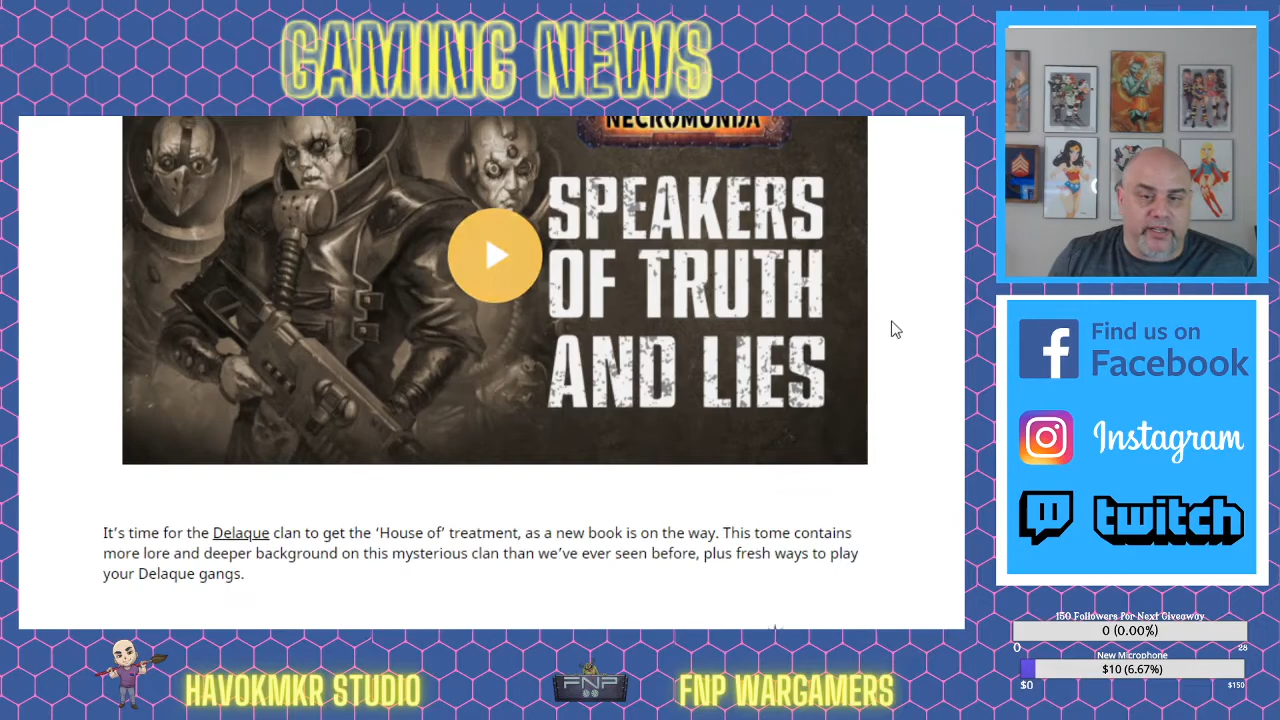 GAMING NEWS
NECROMUNDA
SPEAKERS
OF TRUTH
AND LIES
It's time for the Delaque clan to get the ‘House of’ treatment, as a new book is on the way. This tome contains
more lore and deeper background on this mysterious clan than we've ever seen before, plus fresh ways to play
your Delaque gangs.
Find us on
Facebook
Instagram
twitch
150 Followers For Next Giveaway
0 (0.00%)
0
28
New Microphone
$10 (6.67%)
$0
$150
HAVOKMKR STUDIO
FNP
FNP WARGAMERS